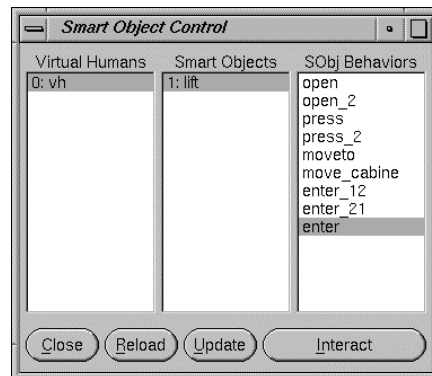 Smart Object Control
Virtual Humans
0: vh
Smart Objects
1: lift
SObj Behaviors
open
open_2
press
press_2
moveto
move_cabine
enter_12
enter_21
enter
Close Reload Update Interact